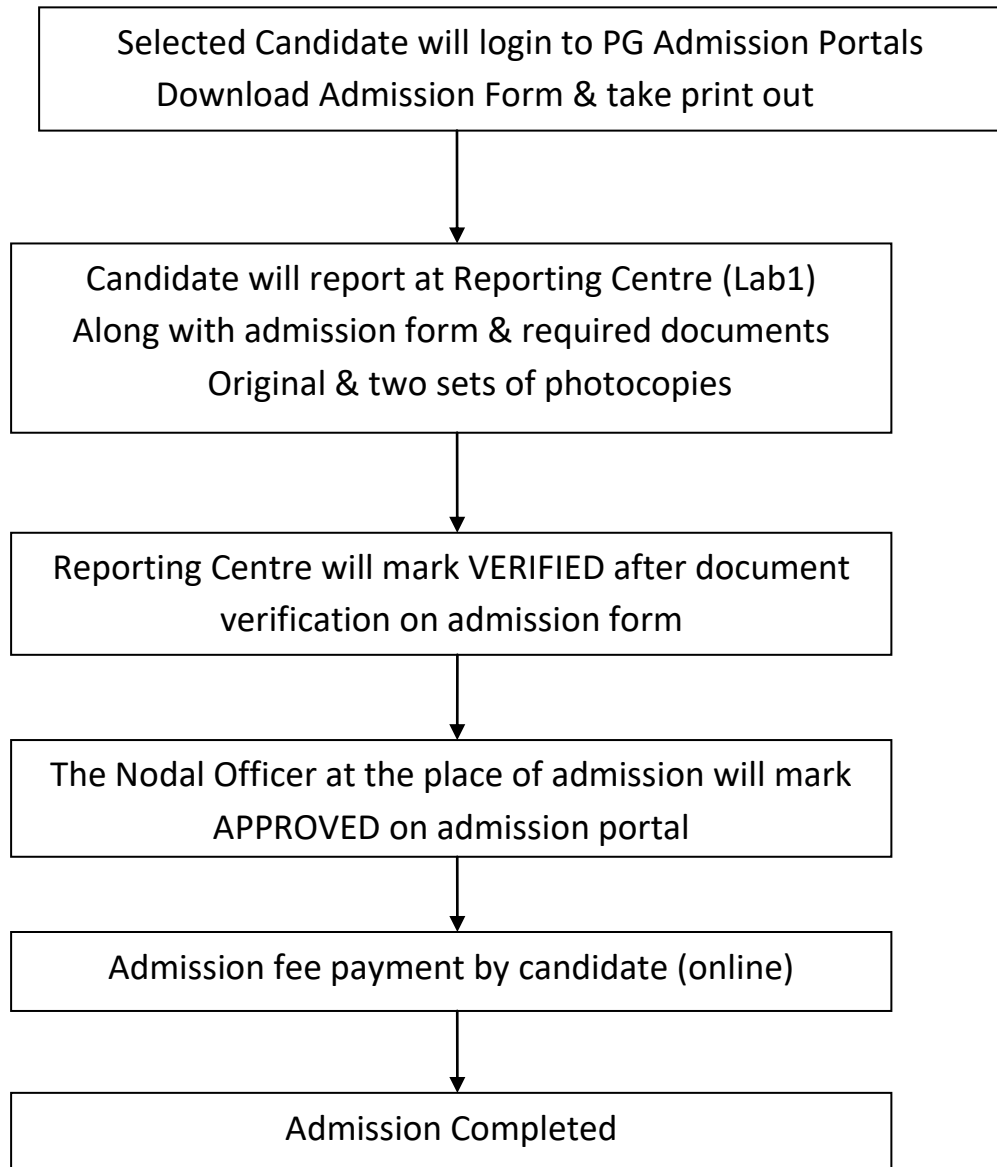 Selected Candidate will login to PG Admission Portals
Download Admission Form & take print out
Candidate will report at Reporting Centre (Lab1)
Along with admission form & required documents
Original & two sets of photocopies
Reporting Centre will mark VERIFIED after document
verification on admission form
The Nodal Officer at the place of admission will mark
APPROVED on admission portal
Admission fee payment by candidate (online)
Admission Completed